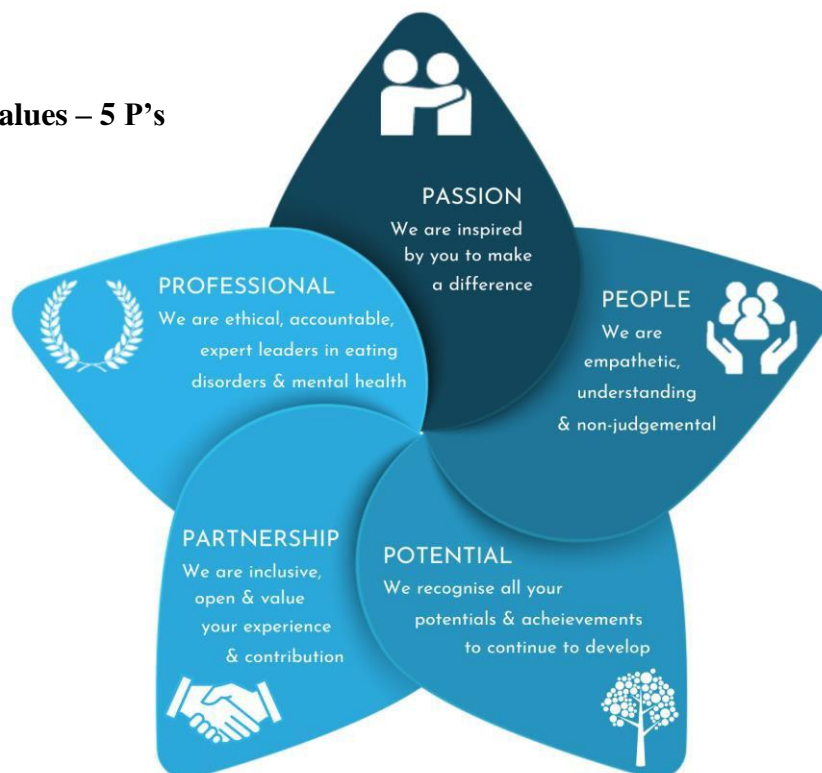 alues – 5 P’s
PASSION
We are inspired
by you to make
a difference
PEOPLE
We are
empathetic,
understanding
& non-judgemental
POTENTIAL
We recognise all your
potentials & acheievements
to continue to develop
PARTNERSHIP
We are inclusive,
open & value
your experience
& contribution
PROFESSIONAL
We are ethical, accountable,
expert leaders in eating
disorders & mental health